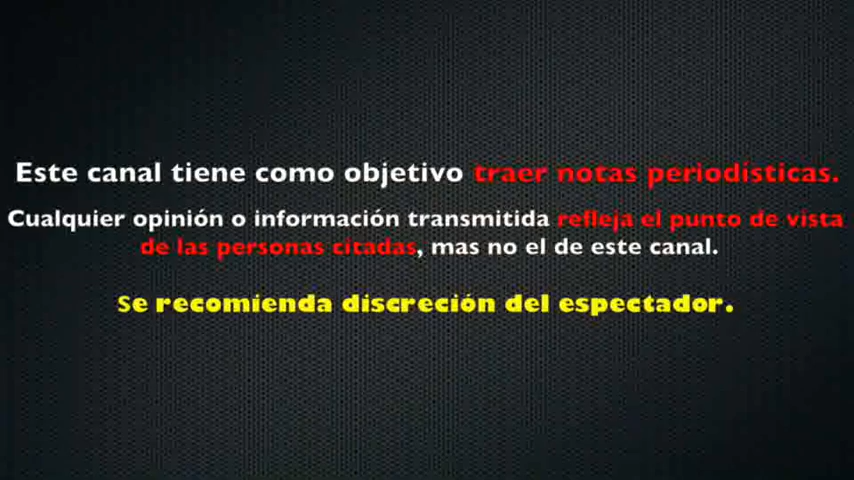 Este canal tiene como objetivo traer notas periodísticas.
Cualquier opinión o información transmitida refleja el punto de vista
de las personas citadas, mas no el de este canal.
Se recomienda discreción del espectador.